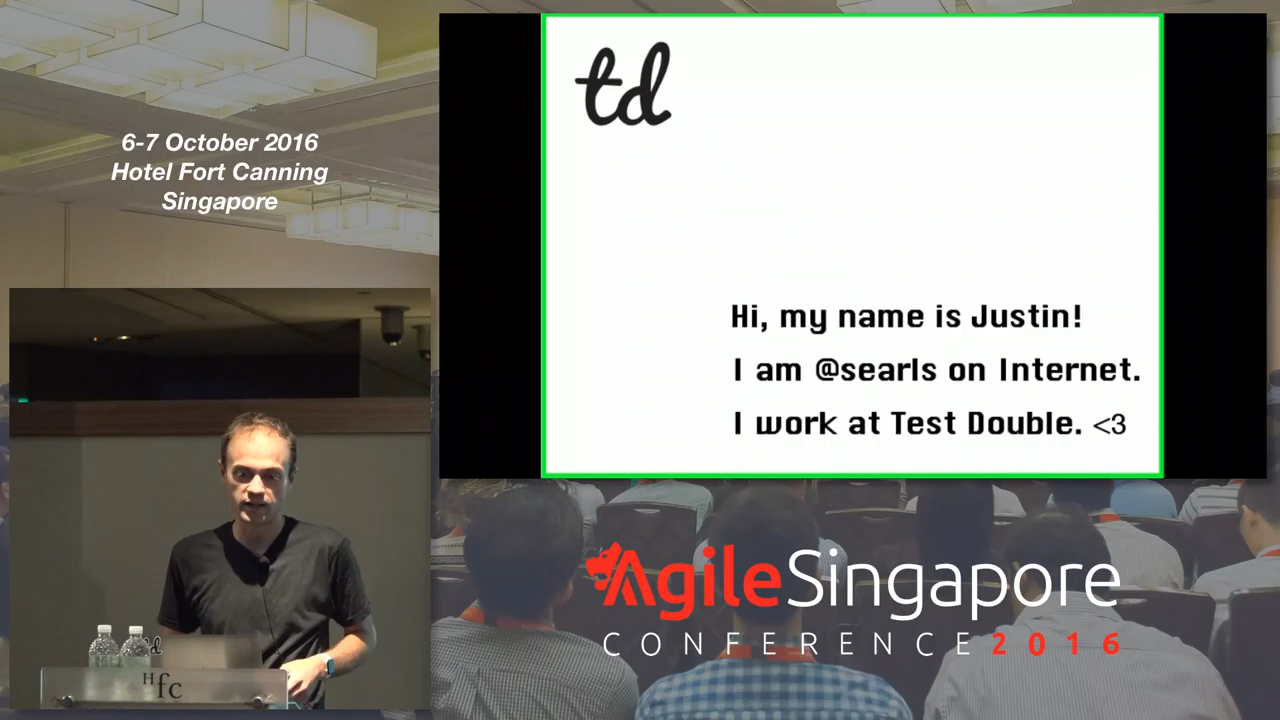 6-7 October 2016
Hotel Fort Canning
Singapore
td
Hi, my name is Justin!
I am @searls on Internet.
I work at Test Double. <3
AgileSingapore
CONFERENCE 2016
Hfc